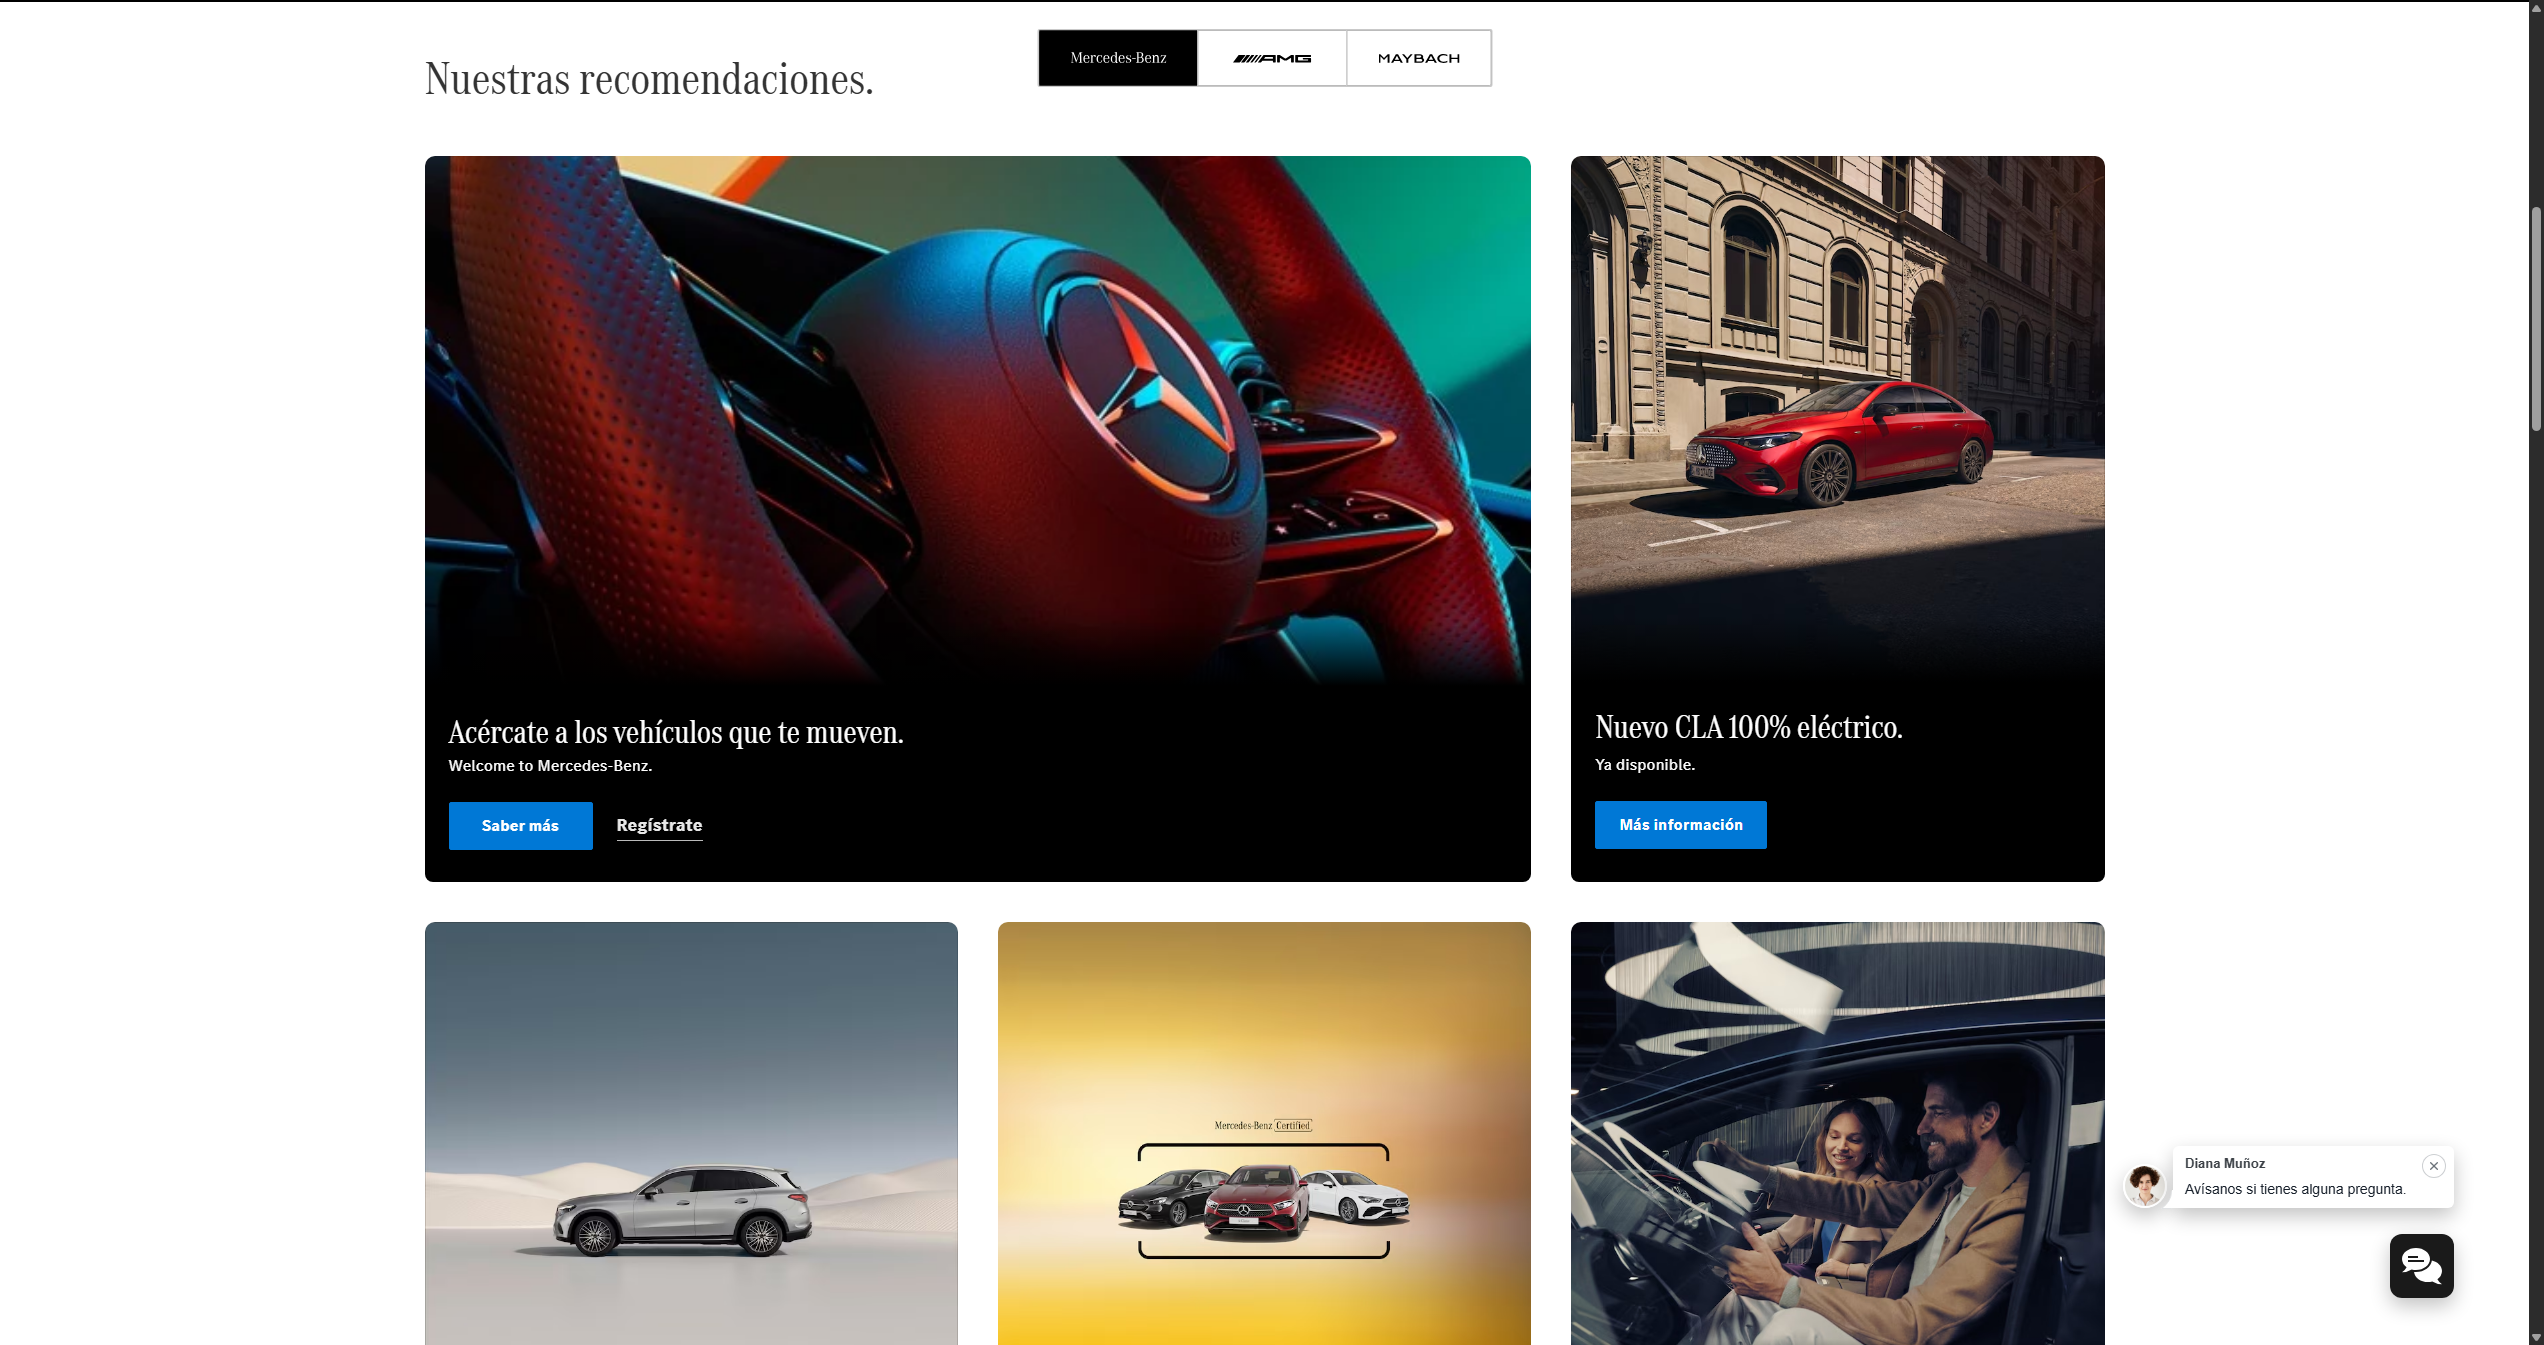 Nuestras recomendaciones.
Mercedes-Benz
AMG
MAYBACH
Acércate a los vehículos que te mueven.
Welcome to Mercedes-Benz.
Saber más
Regístrate
Nuevo CLA 100% eléctrico.
Ya disponible.
Más información
Mercedes-Benz Certified
Diana Muñoz
Avísanos si tienes alguna pregunta.